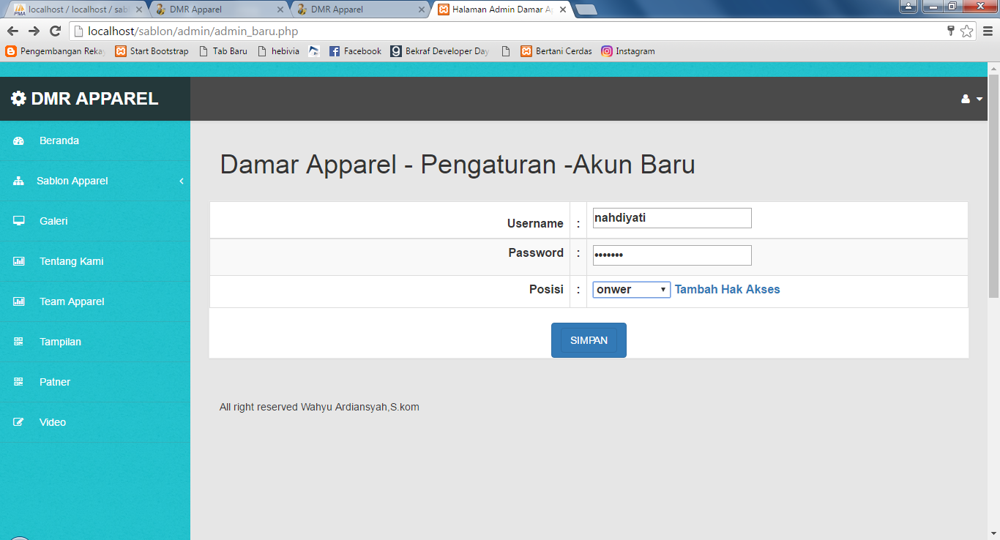 localhost / localhost / sabl
DMR Apparel
DMR Apparel
Halaman Admin Damar A
localhost/sablon/admin/admin_baru.php
Pengembangan Reka
Start Bootstrap
Tab Baru
hebivia
Facebook
Bekraf Developer Day
Bertani Cerdas
Instagram
DMR APPAREL
Beranda
Sablon Apparel
Galeri
Tentang Kami
Team Apparel
Tampilan
Patner
Video
Damar Apparel - Pengaturan -Akun Baru
Username : nahdiyati
Password : •••••••
Posisi : onwer Tambah Hak Akses
SIMPAN
All right reserved Wahyu Ardiansyah,S.kom